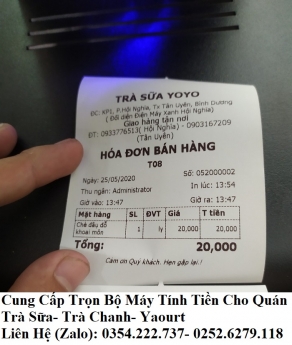 TRÀ SỮA YOYO
ĐC: KP1, P.Hội Nghĩa, Tx Tân Uyên, Bình Dương
( Đối diện Điện Máy Xanh Hội Nghĩa )
Giao hàng tận nơi
ĐT: 0933776513( Hội Nghĩa) - 0903167209
(Tân Uyên)
HÓA ĐƠN BÁN HÀNG
T08
Ngày: 25/05/2020 Số: 052000002
Thu ngân: Administrator In lúc: 13:54
Giờ vào: 13:47 Giờ ra: 13:47
Mặt hàng SL ĐVT Giá T tiền
Chè đậu đỏ
khoai môn 1 ly 20,000 20,000
Tổng: 20,000
Cảm ơn Quý khách. Hẹn gặp lại!
Cung Cấp Trọn Bộ Máy Tính Tiền Cho Quán
Trà Sữa- Trà Chanh- Yaourt
Liên Hệ (Zalo): 0354.222.737- 0252.6279.118